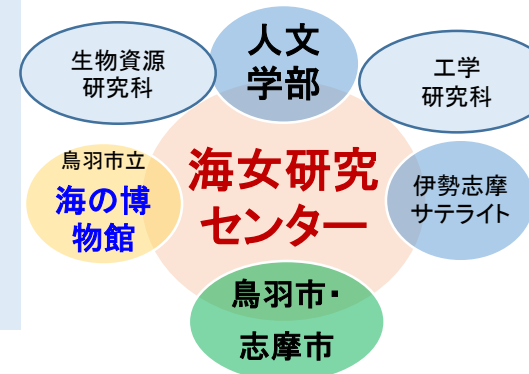 生物資源
研究科
人文
学部
工学
研究科
鳥羽市立
海の博
物館
海女研究
センター
伊勢志摩
サテライト
鳥羽市・
志摩市